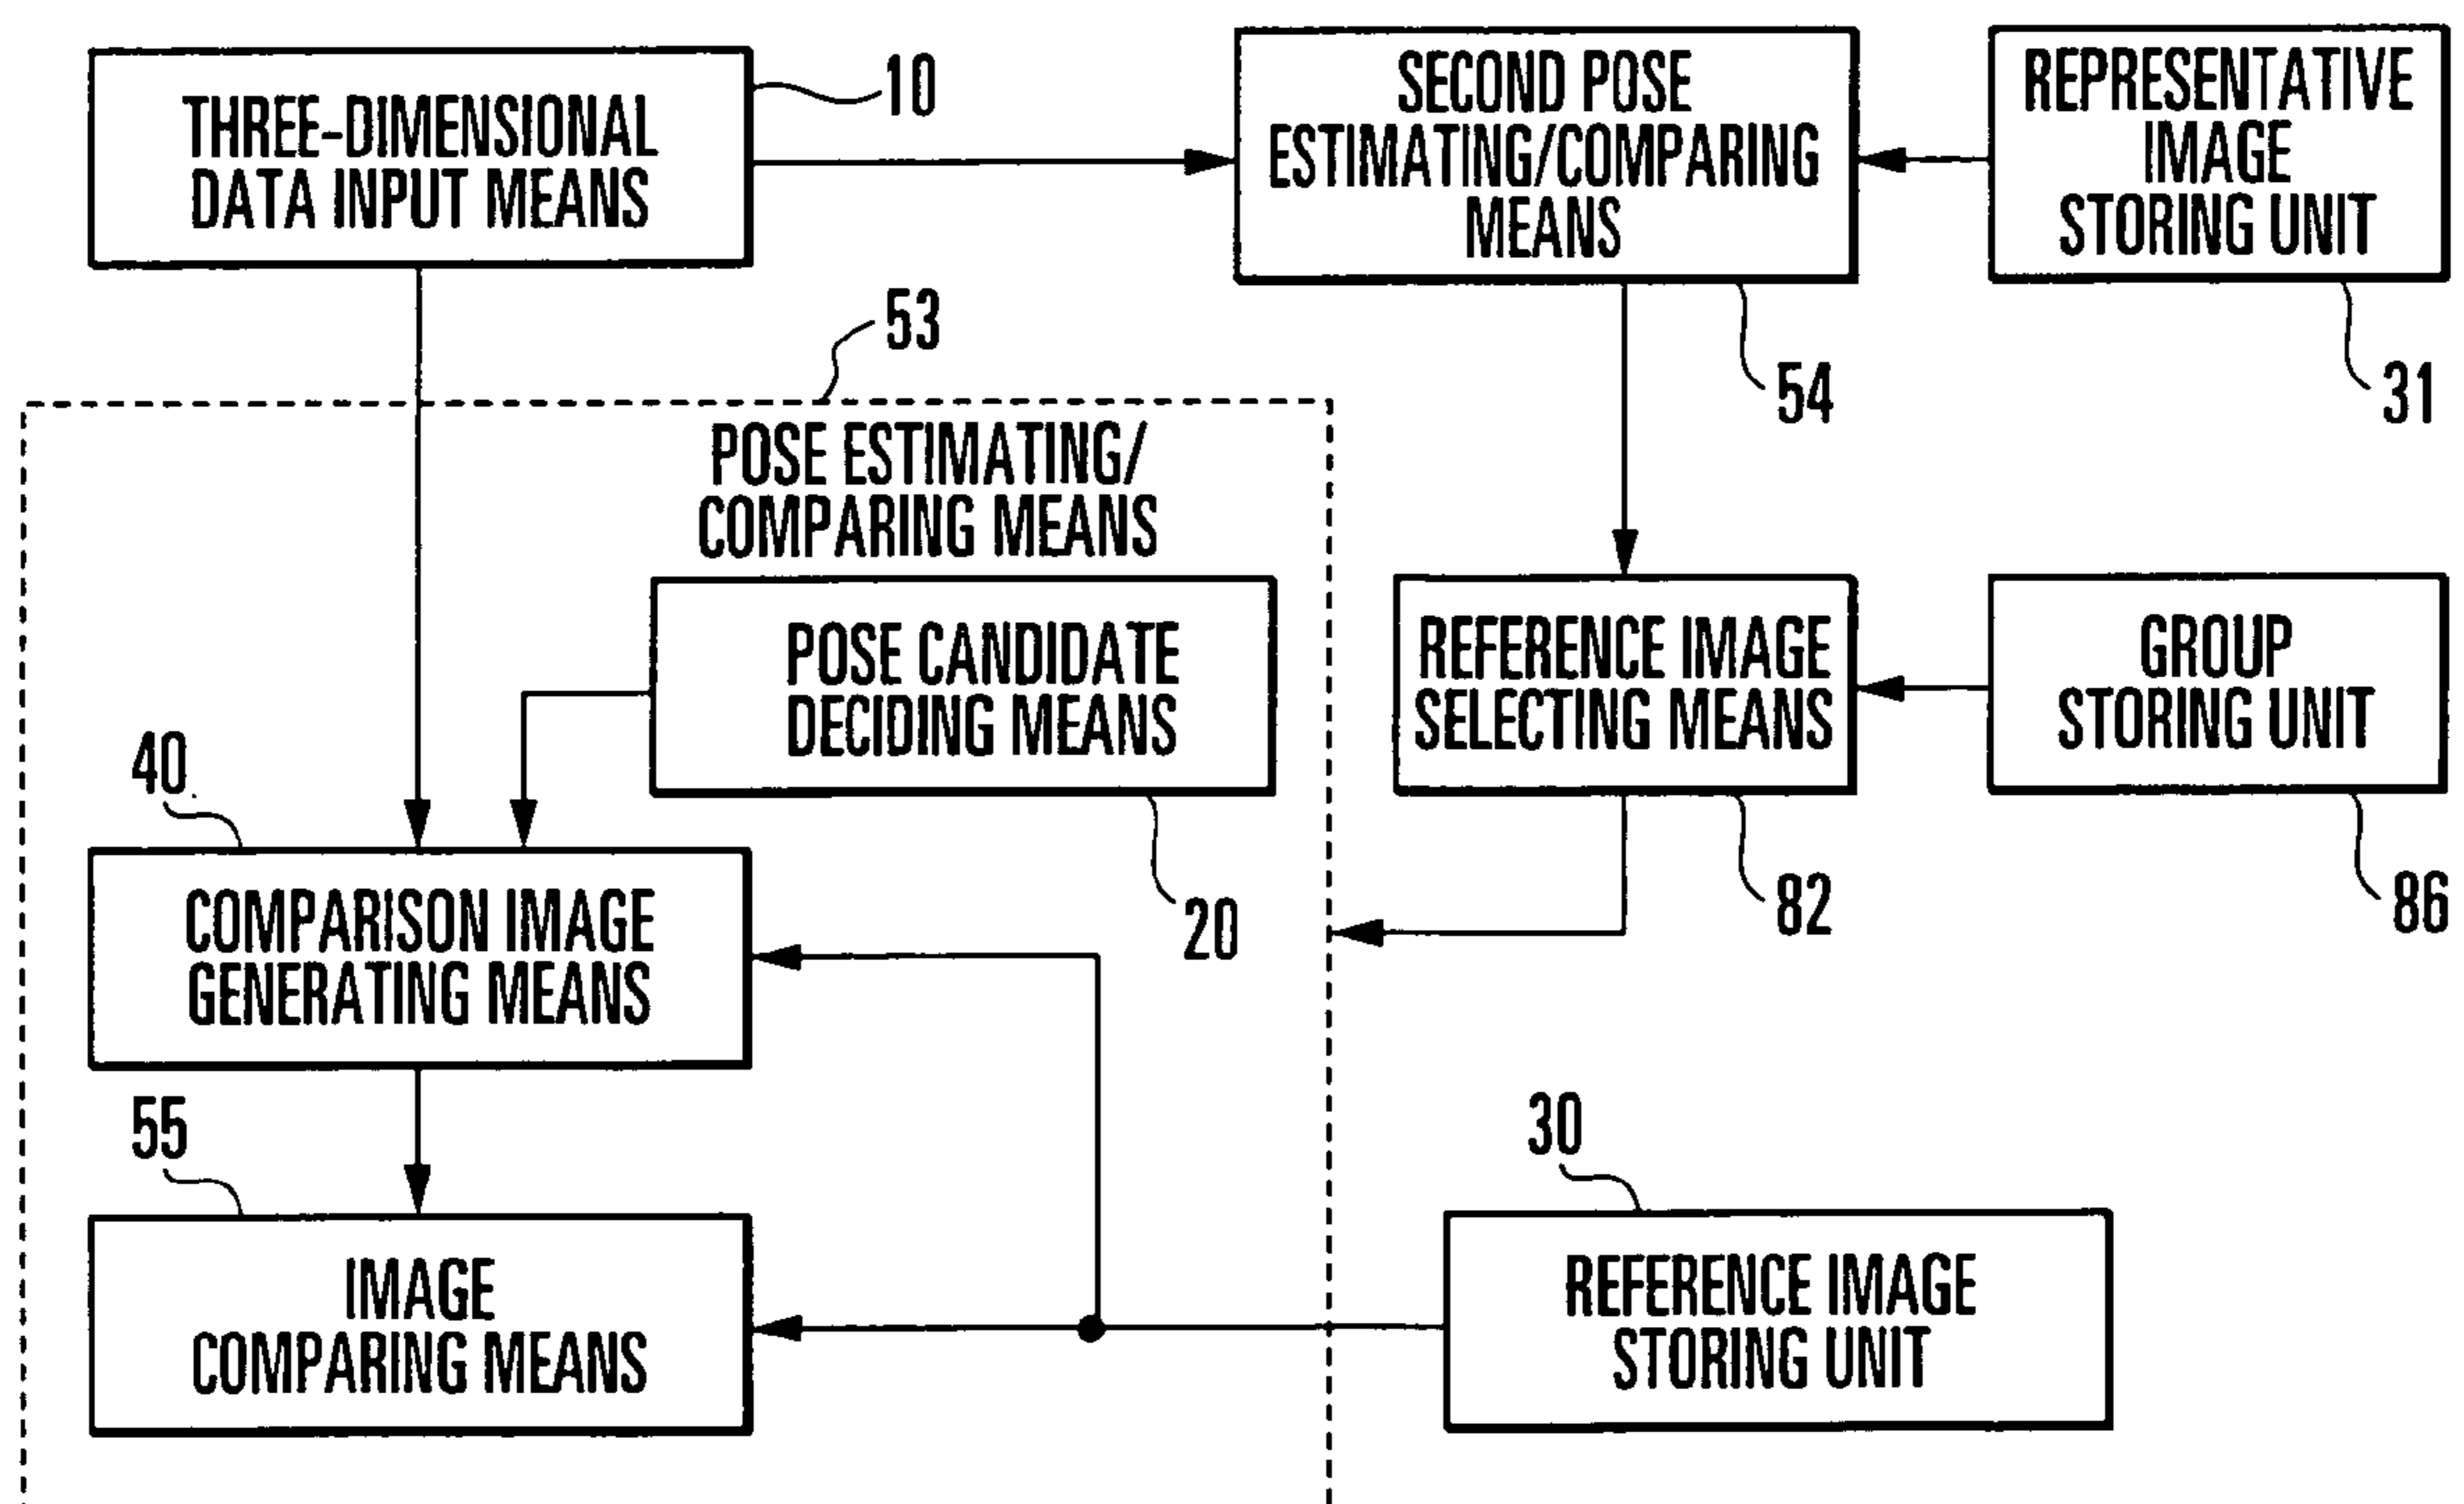 THREE-DIMENSIONAL
DATA INPUT MEANS
10
SECOND POSE
ESTIMATING/COMPARING
MEANS
54
REPRESENTATIVE
IMAGE
STORING UNIT
31
53
POSE ESTIMATING/
COMPARING MEANS
POSE CANDIDATE
DECIDING MEANS
20
REFERENCE IMAGE
SELECTING MEANS
82
GROUP
STORING UNIT
86
40
COMPARISON IMAGE
GENERATING MEANS
55
IMAGE
COMPARING MEANS
30
REFERENCE IMAGE
STORING UNIT